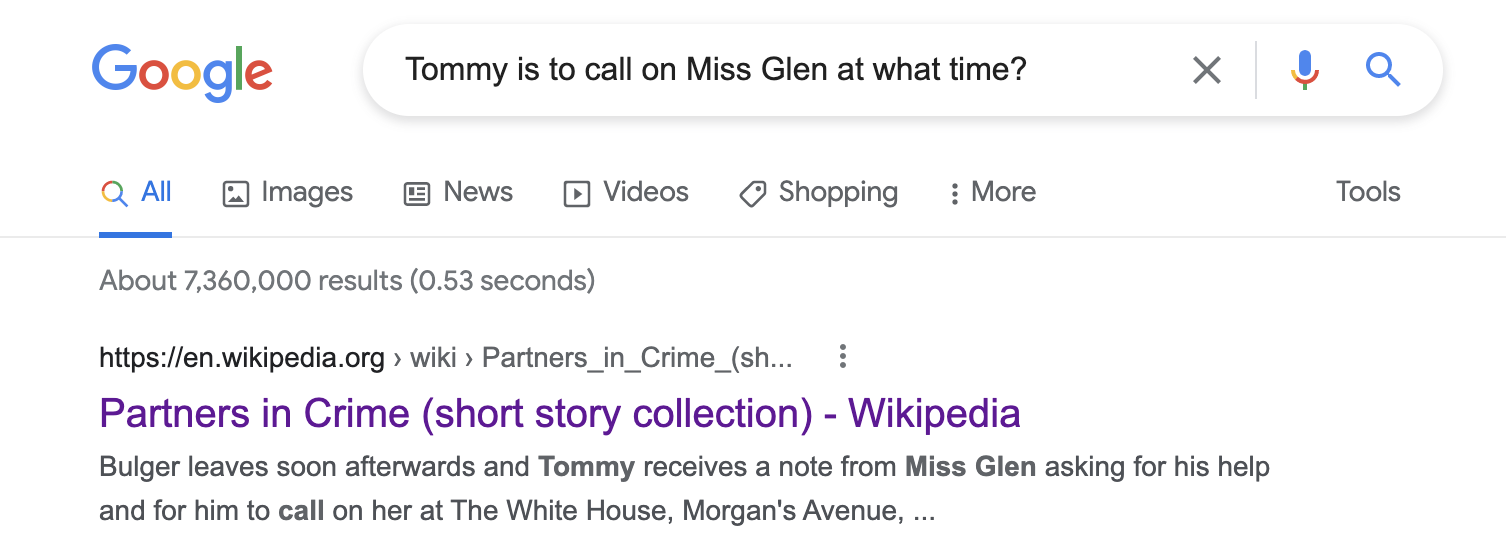 Google
Tommy is to call on Miss Glen at what time?
All Images News Videos Shopping More Tools
About 7,360,000 results (0.53 seconds)
https://en.wikipedia.org › wiki › Partners_in_Crime_(sh...
Partners in Crime (short story collection) - Wikipedia
Bulger leaves soon afterwards and Tommy receives a note from Miss Glen asking for his help
and for him to call on her at The White House, Morgan's Avenue, ...